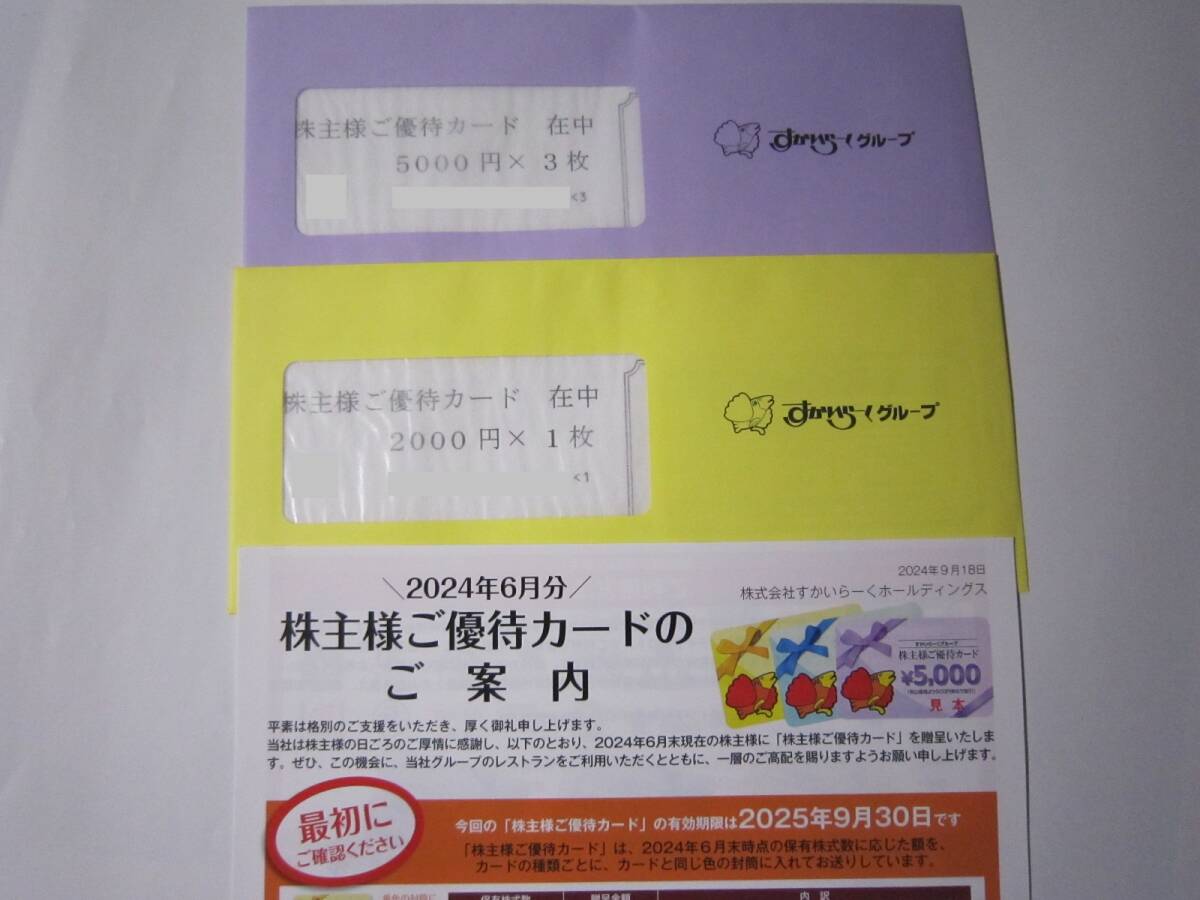 株主様ご優待カード 在中
5000円× 3枚
<3
すかいらーくグループ
株主様ご優待カード 在中
2000円× 1枚
<1
すかいらーくグループ
2024年9月18日
株式会社すかいらーくホールディングス
＼2024年6月分／
株主様ご優待カードの
ご案内
すかいらーくグループ
株主様ご優待カード
¥5,000
見本
平素は格別のご支援をいただき、厚く御礼申し上げます。
当社は株主様の日ごろのご厚情に感謝し、以下のとおり、2024年6月末現在の株主様に「株主様ご優待カード」を贈呈いたしま
す。ぜひ、この機会に、当社グループのレストランをご利用いただくとともに、一層のご高配を賜りますようお願い申し上げます。
最初に
ご確認ください
今回の「株主様ご優待カード」の有効期限は2025年9月30日です
「株主様ご優待カード」は、2024年6月末時点の保有株式数に応じた額を、
カードの種類ごとに、カードと同じ色の封筒に入れてお送りしています。
保有株式数 贈呈金額 内訳